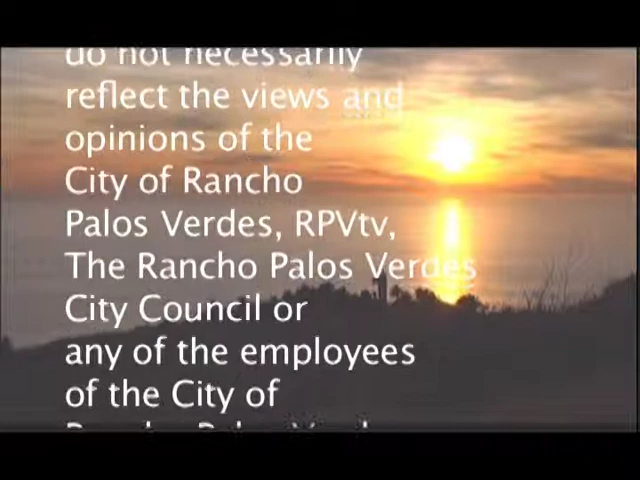 do not necessarily
reflect the views and
opinions of the
City of Rancho
Palos Verdes, RPVtv,
The Rancho Palos Verdes
City Council or
any of the employees
of the City of